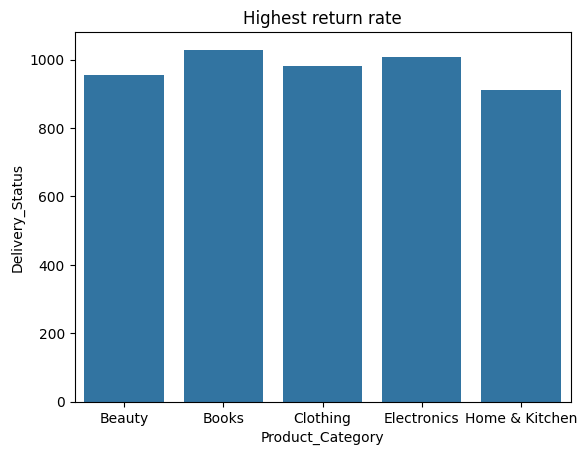 Highest return rate
1000
800
600
400
200
0
Delivery_Status
Beauty Books Clothing Electronics Home & Kitchen
Product_Category